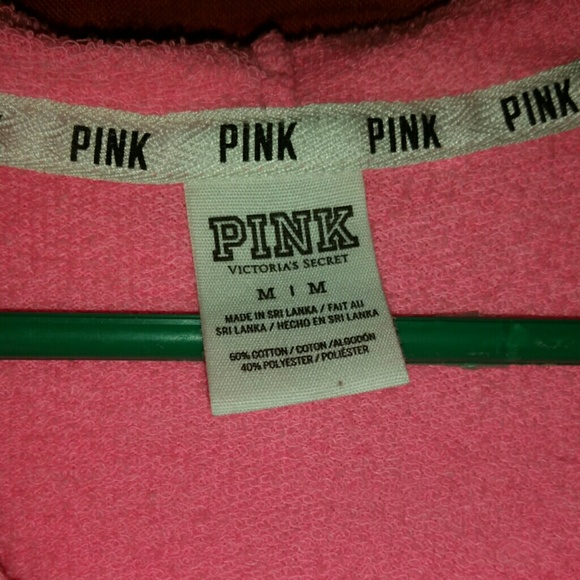 PINK PINK PINK PINK
PINK
VICTORIA'S SECRET
M | M
MADE IN SRI LANKA / FAIT AU
SRI LANKA / HECHO EN SRI LANKA
60% COTTON / COTON / ALGODÓN
40% POLYESTER / POLIÉSTER